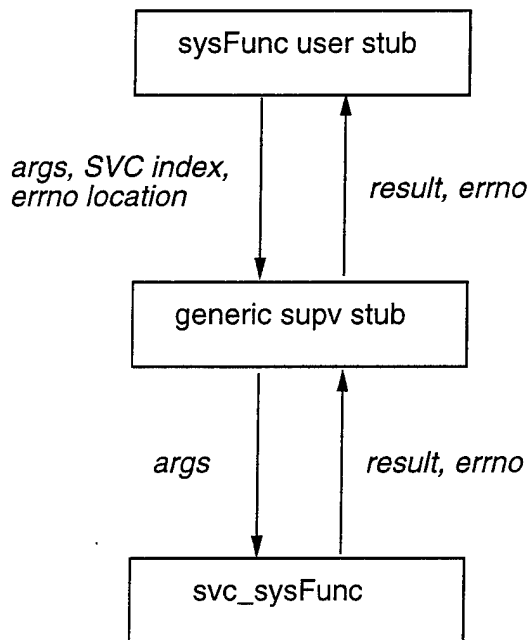 sysFunc user stub
args, SVC index,
errno location
result, errno
generic supv stub
args
result, errno
svc_sysFunc